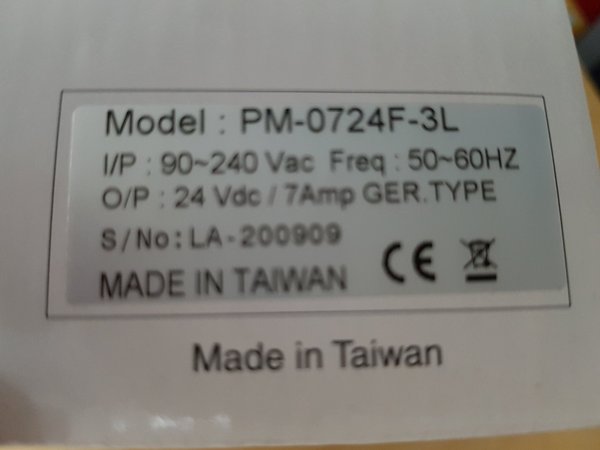 Model : PM-0724F-3L
I/P : 90~240 Vac Freq : 50~60HZ
O/P : 24 Vdc / 7Amp GER.TYPE
S/No: LA-200909
MADE IN TAIWAN CE
Made in Taiwan